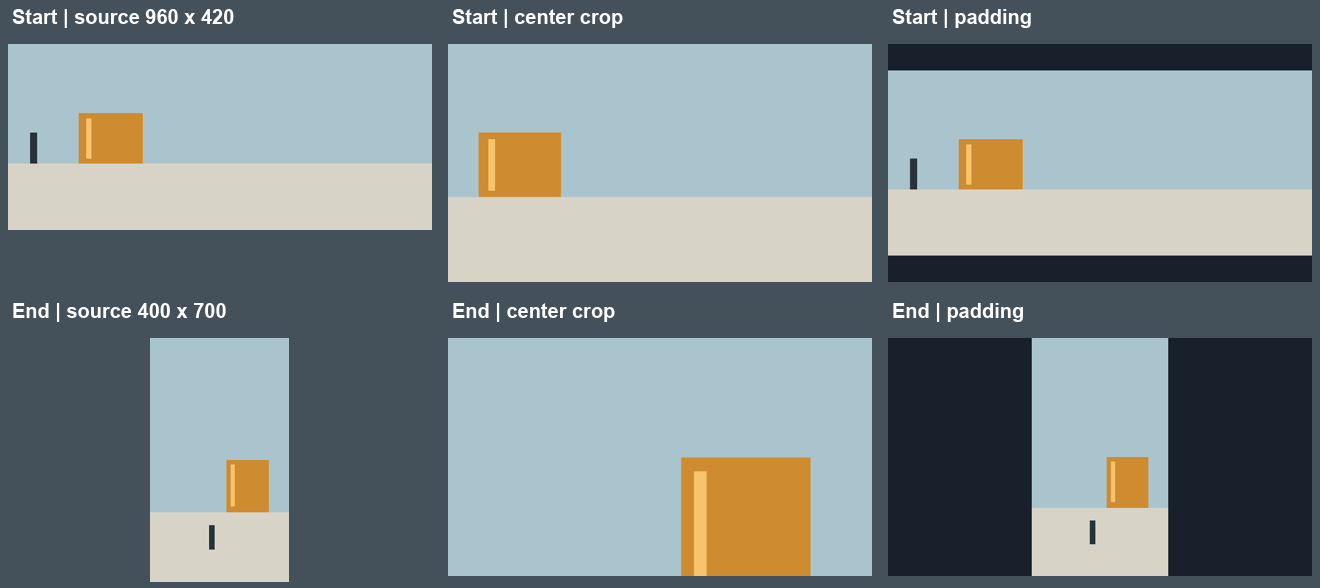 Start | source 960 x 420
Start | center crop
Start | padding
End | source 400 x 700
End | center crop
End | padding